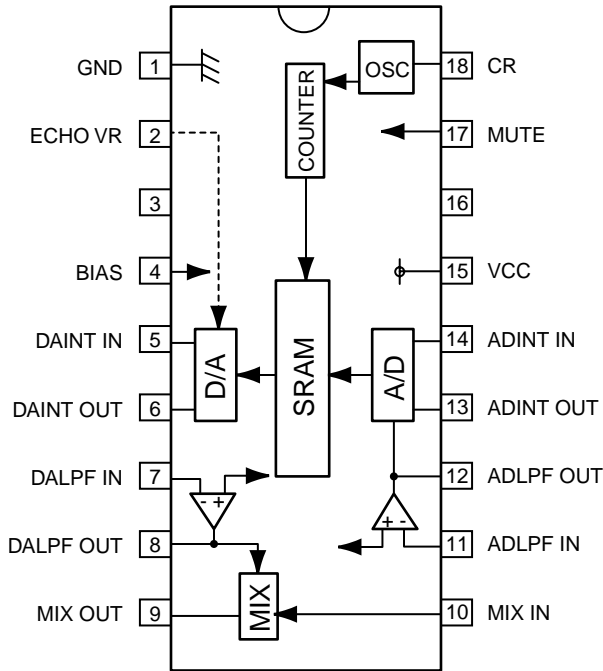 GND 1 OSC 18 CR
COUNTER
ECHO VR 2 17 MUTE
3 16
BIAS 4 15 VCC
DAINT IN 5 14 ADINT IN
D/A SRAM A/D
DAINT OUT 6 13 ADINT OUT
DALPF IN 7 12 ADLPF OUT
- + + -
DALPF OUT 8 11 ADLPF IN
MIX OUT 9 MIX 10 MIX IN